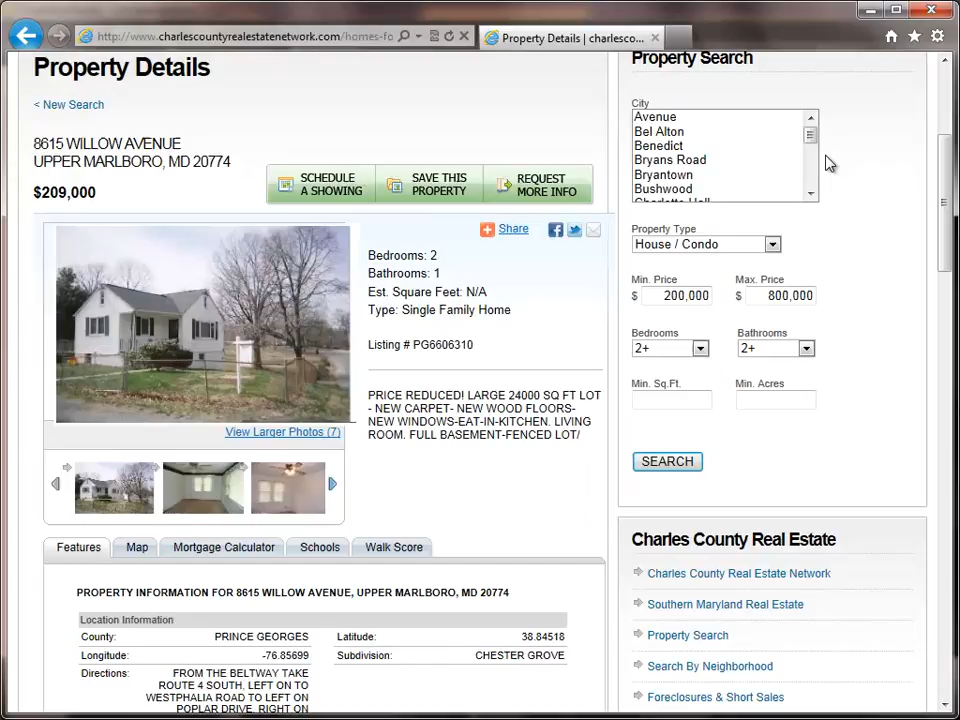 http://www.charlescountyrealestatenetwork.com/homes-fo
Property Details | charlesco...
Property Details
< New Search
8615 WILLOW AVENUE
UPPER MARLBORO, MD 20774
$209,000
SCHEDULE
A SHOWING
SAVE THIS
PROPERTY
REQUEST
MORE INFO
Share
Bedrooms: 2
Bathrooms: 1
Est. Square Feet: N/A
Type: Single Family Home
Listing # PG6606310
PRICE REDUCED! LARGE 24000 SQ FT LOT
- NEW CARPET- NEW WOOD FLOORS-
NEW WINDOWS-EAT-IN-KITCHEN. LIVING
ROOM. FULL BASEMENT-FENCED LOT/
View Larger Photos (7)
Features
Map
Mortgage Calculator
Schools
Walk Score
PROPERTY INFORMATION FOR 8615 WILLOW AVENUE, UPPER MARLBORO, MD 20774
Location Information
County: PRINCE GEORGES
Latitude: 38.84518
Longitude: -76.85699
Subdivision: CHESTER GROVE
Directions: FROM THE BELTWAY TAKE
ROUTE 4 SOUTH, LEFT ON TO
WESTPHALIA ROAD TO LEFT ON
POPLAR DRIVE, RIGHT ON
Property Search
City
Avenue
Bel Alton
Benedict
Bryans Road
Bryantown
Bushwood
Charlotte Hall
Property Type
House / Condo
Min. Price
Max. Price
$ 200,000
$ 800,000
Bedrooms
Bathrooms
2+
2+
Min. Sq.Ft.
Min. Acres
SEARCH
Charles County Real Estate
Charles County Real Estate Network
Southern Maryland Real Estate
Property Search
Search By Neighborhood
Foreclosures & Short Sales